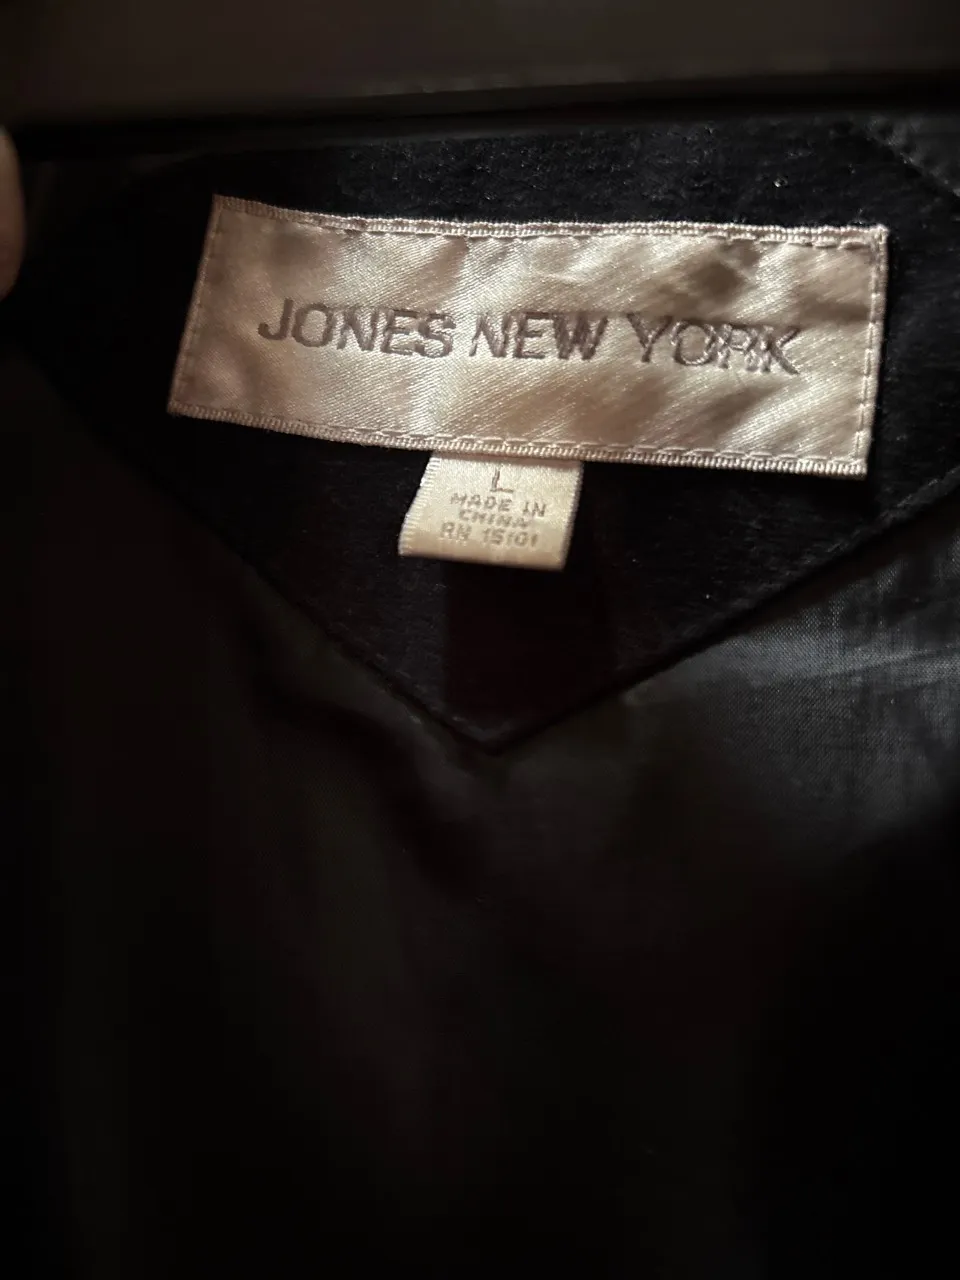 JONES NEW YORK
L
MADE IN
CHINA
RN 15101